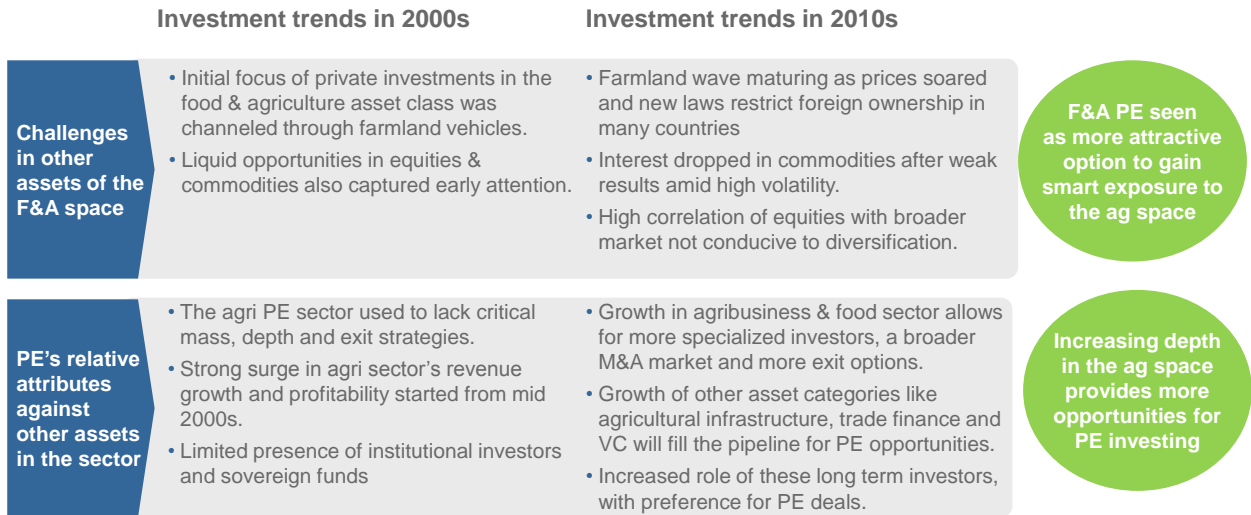 Investment trends in 2000s
Investment trends in 2010s
Challenges
in other
assets of the
F&A space
• Initial focus of private investments in the
food & agriculture asset class was
channeled through farmland vehicles.
• Liquid opportunities in equities &
commodities also captured early attention.
• Farmland wave maturing as prices soared
and new laws restrict foreign ownership in
many countries
• Interest dropped in commodities after weak
results amid high volatility.
• High correlation of equities with broader
market not conducive to diversification.
F&A PE seen
as more attractive
option to gain
smart exposure to
the ag space
PE's relative
attributes
against
other assets
in the sector
• The agri PE sector used to lack critical
mass, depth and exit strategies.
• Strong surge in agri sector's revenue
growth and profitability started from mid
2000s.
• Limited presence of institutional investors
and sovereign funds
• Growth in agribusiness & food sector allows
for more specialized investors, a broader
M&A market and more exit options.
• Growth of other asset categories like
agricultural infrastructure, trade finance and
VC will fill the pipeline for PE opportunities.
• Increased role of these long term investors,
with preference for PE deals.
Increasing depth
in the ag space
provides more
opportunities for
PE investing